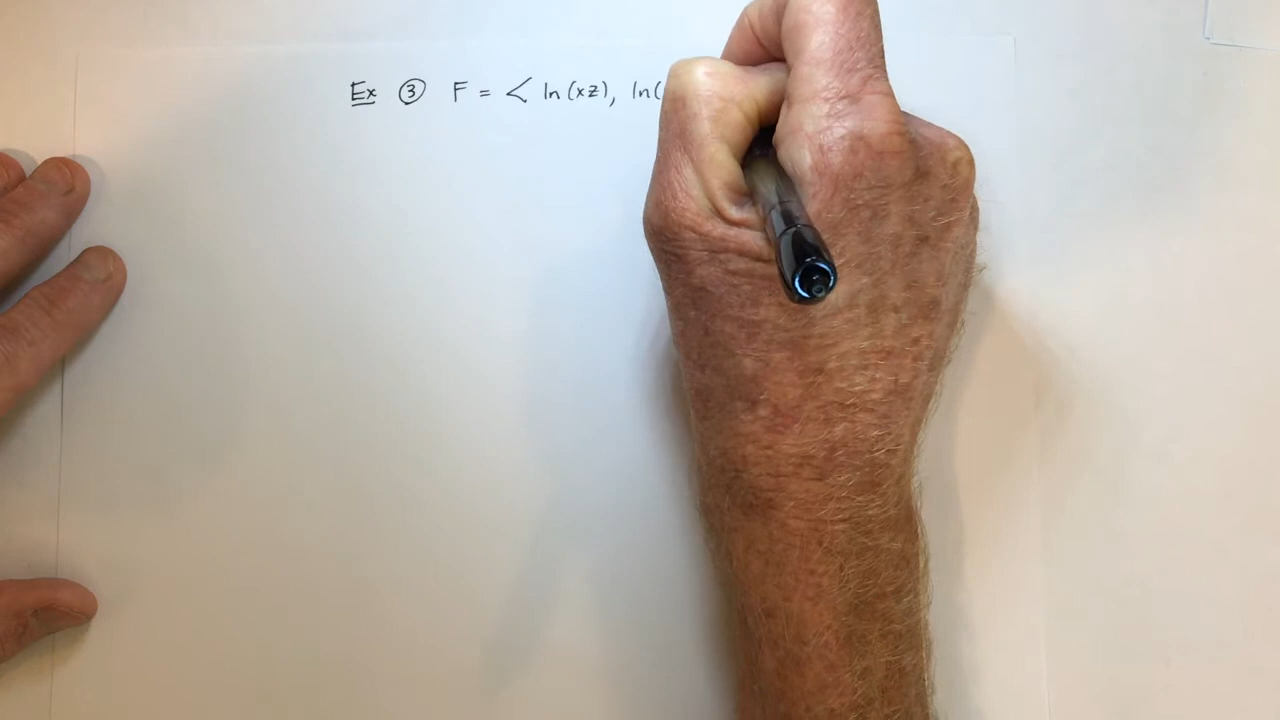 Ex ③ F = < ln(xz), ln(